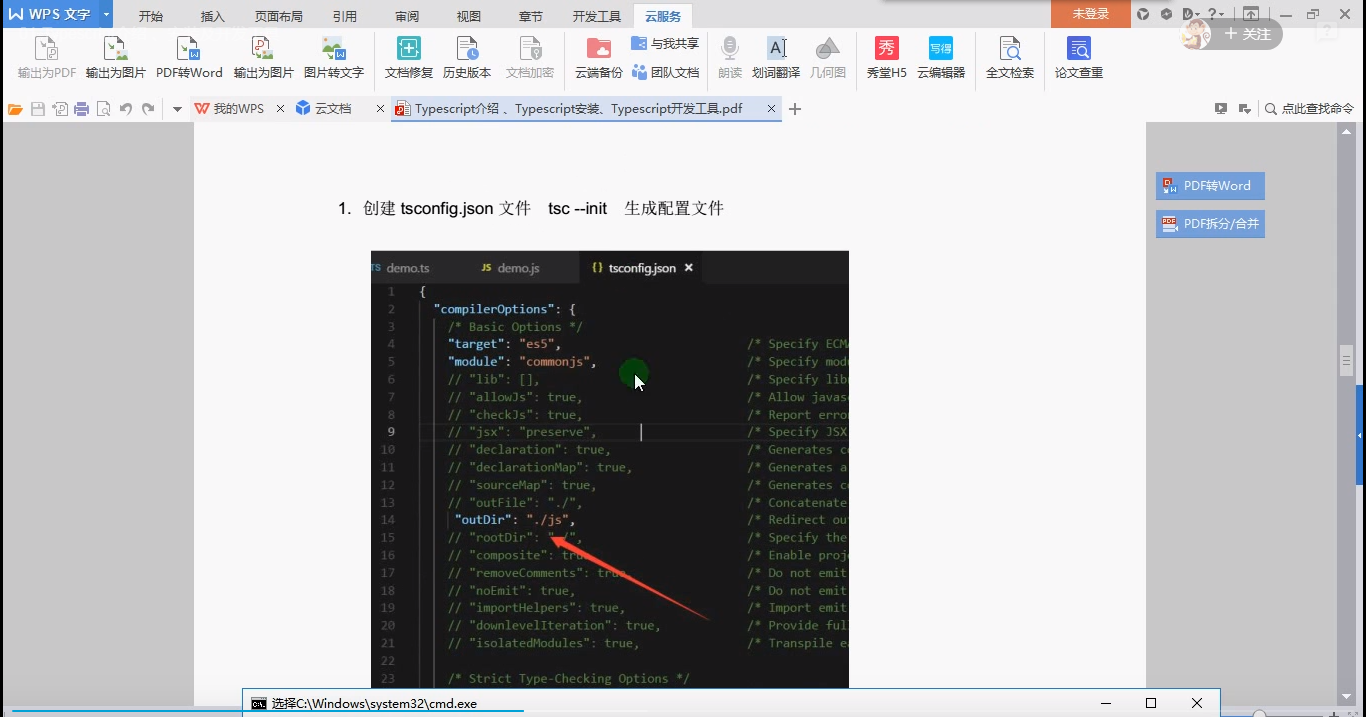 WPS 文字 开始 插入 页面布局 引用 审阅 视图 章节 开发工具 云服务 未登录
+ 关注
输出为PDF 输出为图片 PDF转Word 输出为图片 图片转文字 文档修复 历史版本 文档加密 云端备份 与我共享 团队文档 朗读 划词翻译 几何图 秀堂H5 云编辑器 全文检索 论文查重
我的WPS 云文档 Typescript介绍 、Typescript安装、Typescript开发工具.pdf 点此查找命令
PDF转Word
PDF拆分/合并
1. 创建 tsconfig.json 文件 tsc --init 生成配置文件
TS demo.ts JS demo.js {} tsconfig.json
1 {
2 "compilerOptions": {
3 /* Basic Options */
4 "target": "es5", /* Specify ECMA
5 "module": "commonjs", /* Specify modu
6 // "lib": [], /* Specify lib
7 // "allowJs": true, /* Allow javas
8 // "checkJs": true, /* Report erro
9 // "jsx": "preserve", /* Specify JSX
10 // "declaration": true, /* Generates co
11 // "declarationMap": true, /* Generates a
12 // "sourceMap": true, /* Generates co
13 // "outFile": "./", /* Concatenate
14 "outDir": "./js", /* Redirect ou
15 // "rootDir": "./", /* Specify the
16 // "composite": true, /* Enable proj
17 // "removeComments": true, /* Do not emit
18 // "noEmit": true, /* Do not emit
19 // "importHelpers": true, /* Import emit
20 // "downlevelIteration": true, /* Provide ful
21 // "isolatedModules": true, /* Transpile ea
22
23 /* Strict Type-Checking Options */
选择C:\Windows\system32\cmd.exe